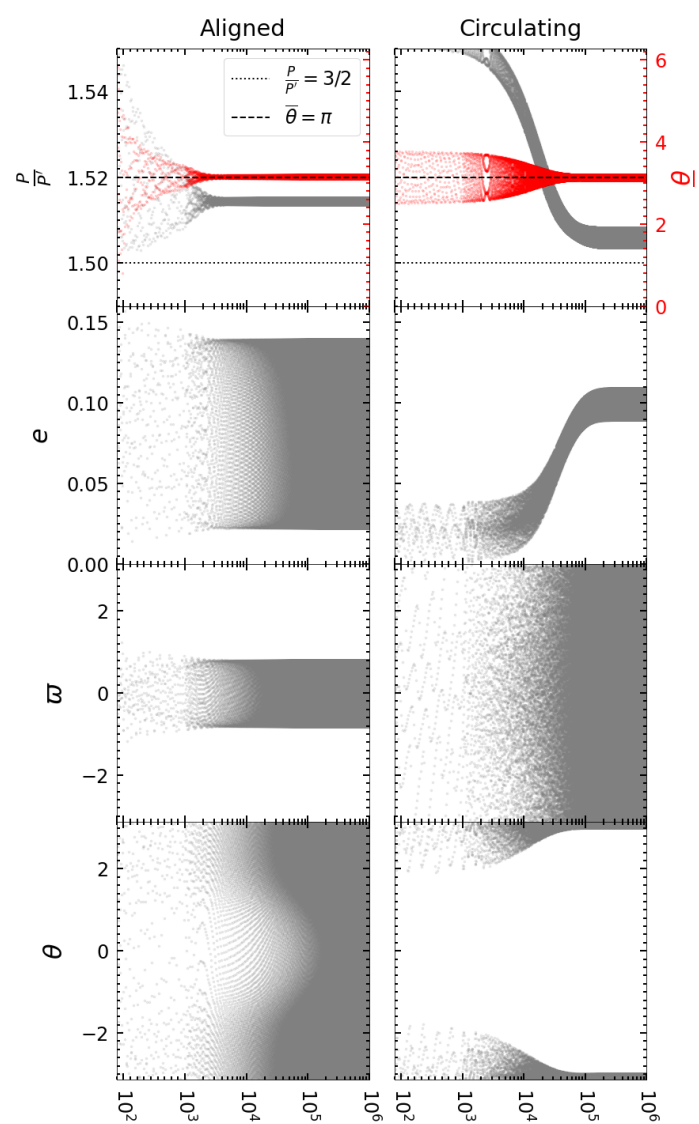 Aligned
Circulating
P/P′ = 3/2
θ̅ = π
P/P′
1.54
1.52
1.50
6
4
2
0
θ̲
e
0.15
0.10
0.05
0.00
ϖ
2
0
−2
θ
2
0
−2
10² 10³ 10⁴ 10⁵ 10⁶
10² 10³ 10⁴ 10⁵ 10⁶